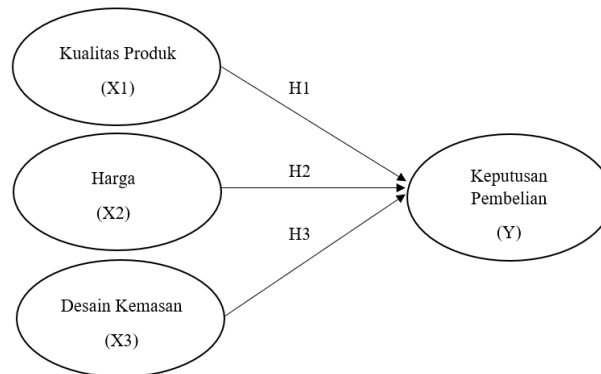 Kualitas Produk
(X1)
H1
Harga
(X2)
H2
Keputusan
Pembelian
(Y)
H3
Desain Kemasan
(X3)